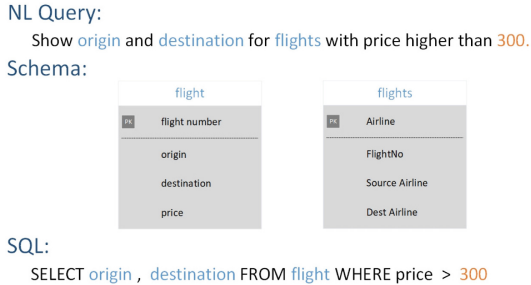 NL Query:
Show origin and destination for flights with price higher than 300.
Schema:
flight
PK flight number
origin
destination
price
flights
PK Airline
FlightNo
Source Airline
Dest Airline
SQL:
SELECT origin , destination FROM flight WHERE price > 300